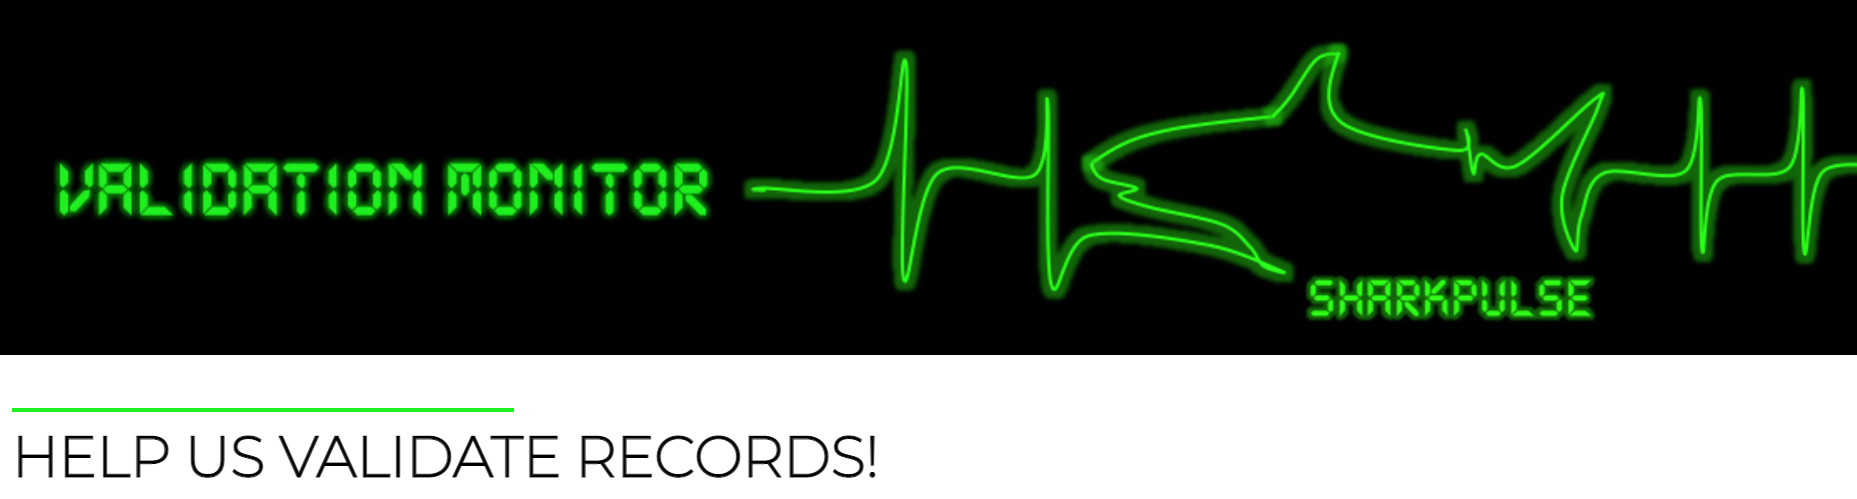 VALIDATION MONITOR
SHARKPULSE
HELP US VALIDATE RECORDS!